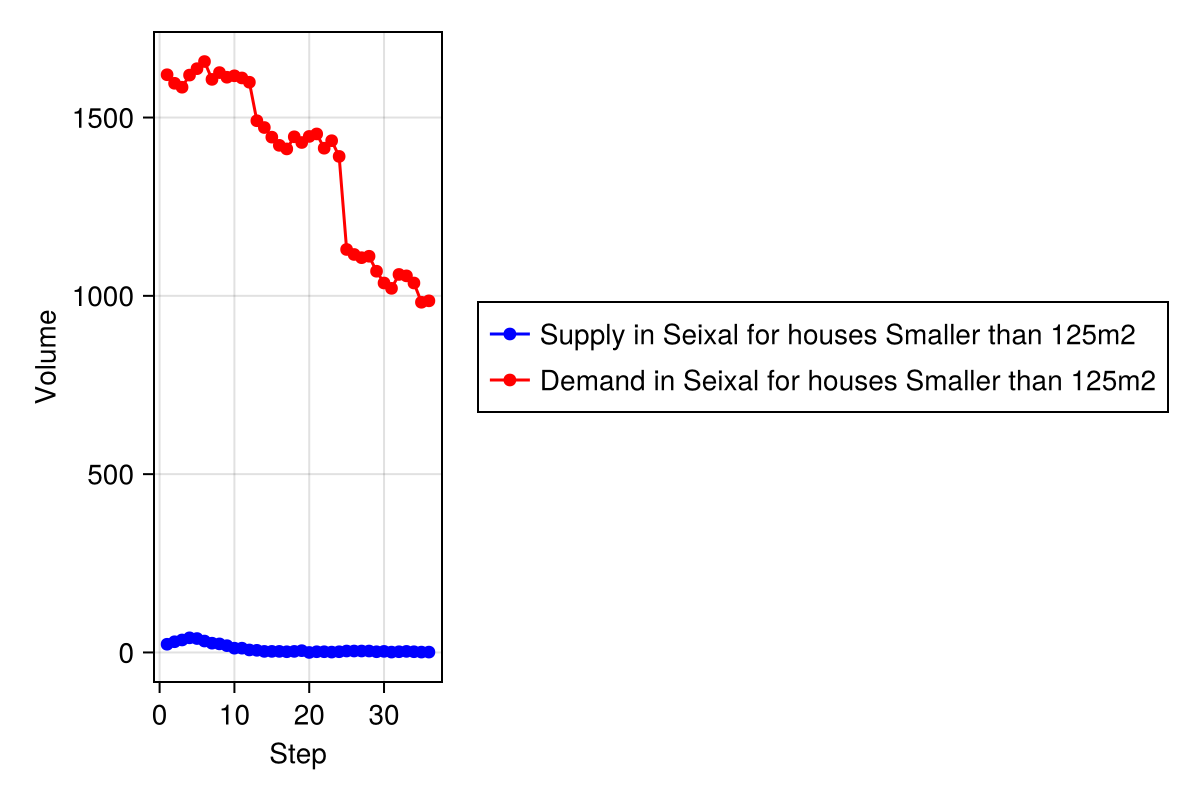 1500
1000
500
0
Volume
0 10 20 30
Step
Supply in Seixal for houses Smaller than 125m2
Demand in Seixal for houses Smaller than 125m2